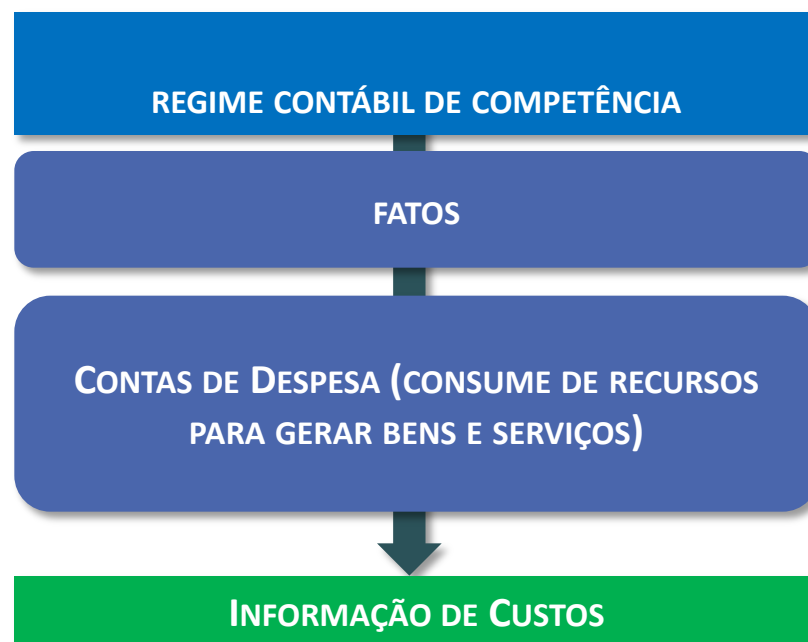 REGIME CONTÁBIL DE COMPETÊNCIA
FATOS
CONTAS DE DESPESA (CONSUME DE RECURSOS
PARA GERAR BENS E SERVIÇOS)
INFORMAÇÃO DE CUSTOS